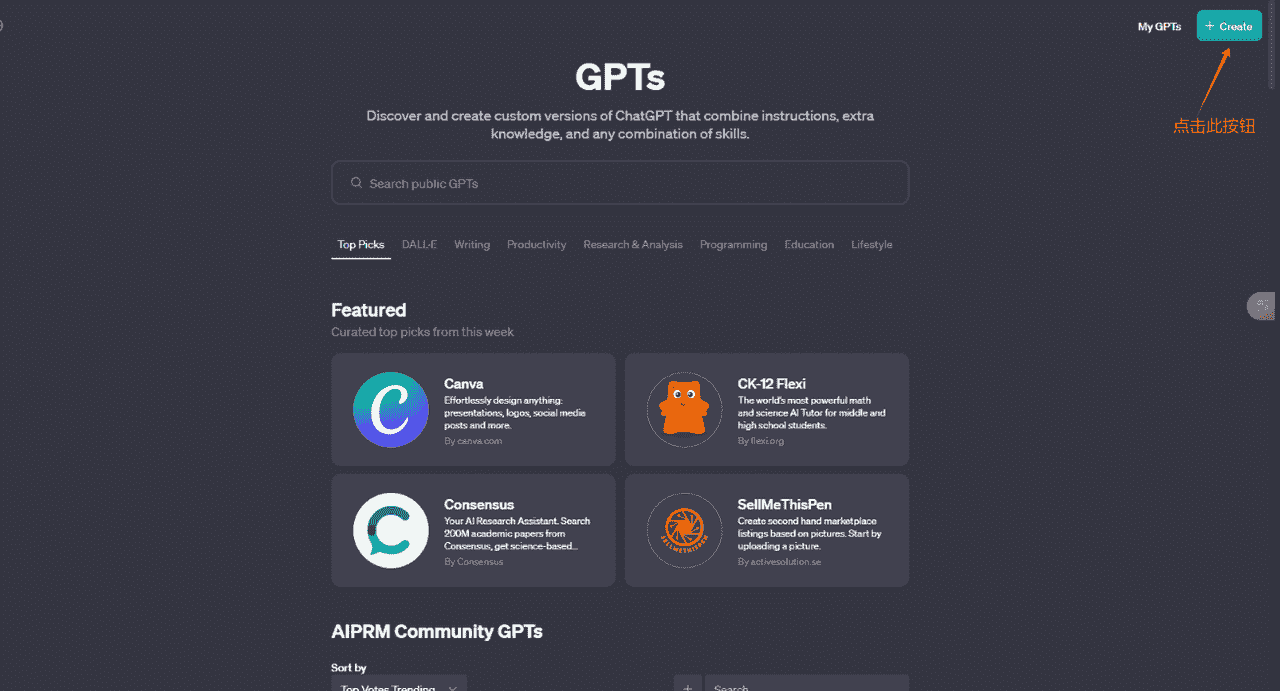 My GPTs
+ Create
点击此按钮
GPTs
Discover and create custom versions of ChatGPT that combine instructions, extra
knowledge, and any combination of skills.
Search public GPTs
Top Picks DALL·E Writing Productivity Research & Analysis Programming Education Lifestyle
Featured
Curated top picks from this week
Canva
Effortlessly design anything:
presentations, logos, social media
posts and more.
By canva.com
CK-12 Flexi
The world's most powerful math
and science AI Tutor for middle and
high school students.
By flexi.org
Consensus
Your AI Research Assistant. Search
200M academic papers from
Consensus, get science-based...
By Consensus
SELLMETHISPEN
SellMeThisPen
Create second hand marketplace
listings based on pictures. Start by
uploading a picture.
By activesolution.se
AIPRM Community GPTs
Sort by
Top Votes Trending
+ Search